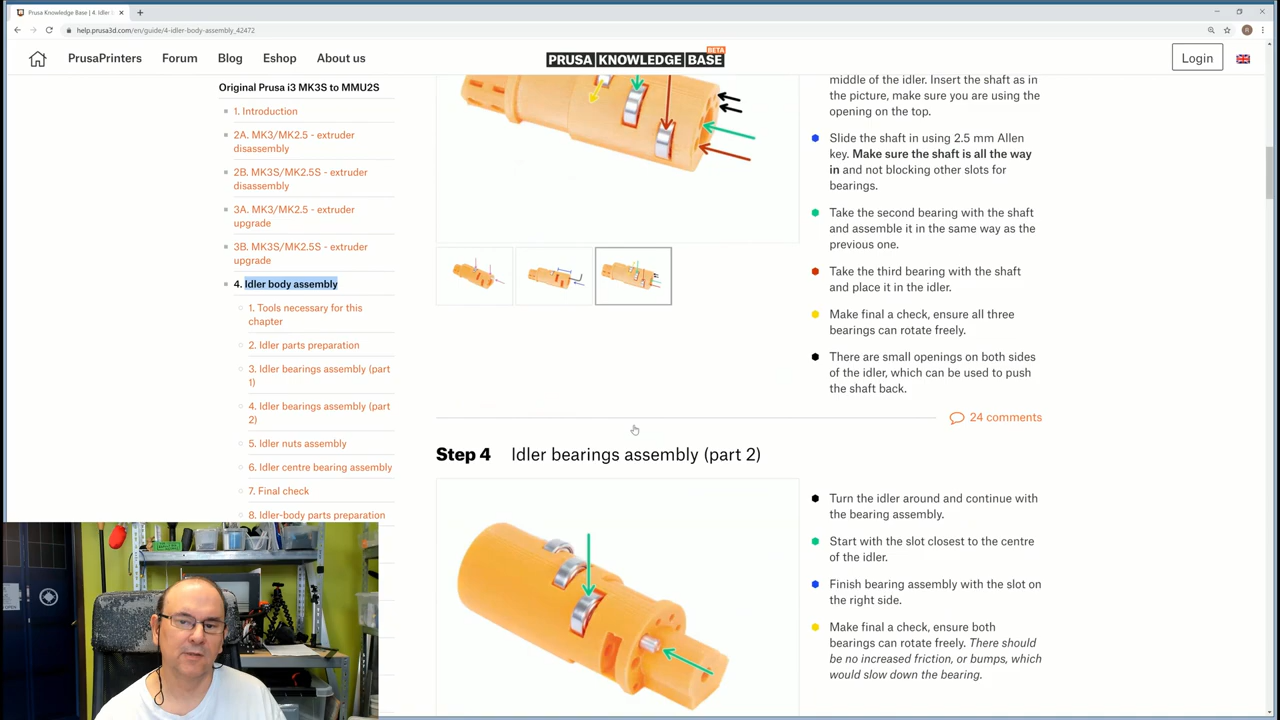 Prusa Knowledge Base | 4. Idler
help.prusa3d.com/en/guide/4-idler-body-assembly_42472
PrusaPrinters
Forum
Blog
Eshop
About us
PRUSA KNOWLEDGE BASE
BETA
Login
Original Prusa i3 MK3S to MMU2S
1. Introduction
2A. MK3/MK2.5 - extruder
disassembly
2B. MK3S/MK2.5S - extruder
disassembly
3A. MK3/MK2.5 - extruder
upgrade
3B. MK3S/MK2.5S - extruder
upgrade
4. Idler body assembly
1. Tools necessary for this
chapter
2. Idler parts preparation
3. Idler bearings assembly (part
1)
4. Idler bearings assembly (part
2)
5. Idler nuts assembly
6. Idler centre bearing assembly
7. Final check
8. Idler-body parts preparation
middle of the idler. Insert the shaft as in
the picture, make sure you are using the
opening on the top.
Slide the shaft in using 2.5 mm Allen
key. Make sure the shaft is all the way
in and not blocking other slots for
bearings.
Take the second bearing with the shaft
and assemble it in the same way as the
previous one.
Take the third bearing with the shaft
and place it in the idler.
Make final a check, ensure all three
bearings can rotate freely.
There are small openings on both sides
of the idler, which can be used to push
the shaft back.
24 comments
Step 4 Idler bearings assembly (part 2)
Turn the idler around and continue with
the bearing assembly.
Start with the slot closest to the centre
of the idler.
Finish bearing assembly with the slot on
the right side.
Make final a check, ensure both
bearings can rotate freely. There should
be no increased friction, or bumps, which
would slow down the bearing.